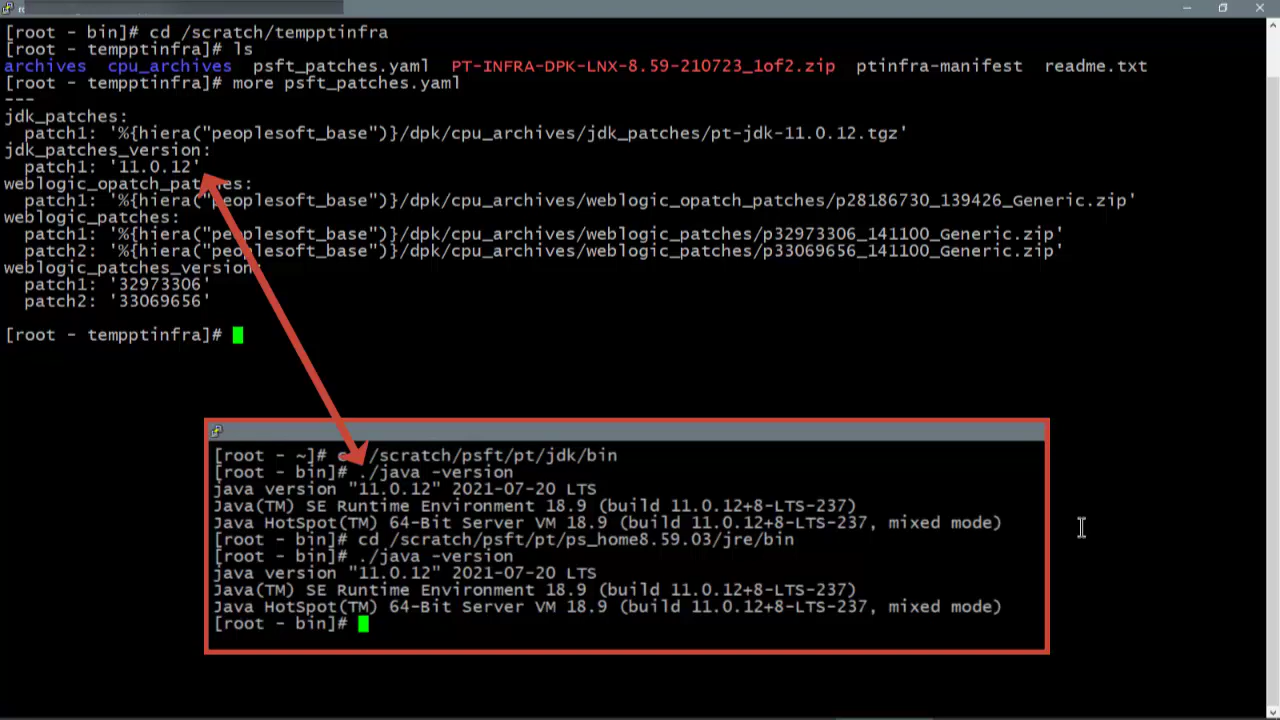 [root - bin]# cd /scratch/tempptinfra
[root - tempptinfra]# ls
archives  cpu_archives  psft_patches.yaml  PT-INFRA-DPK-LNX-8.59-210723_1of2.zip  ptinfra-manifest  readme.txt
[root - tempptinfra]# more psft_patches.yaml
---
jdk_patches:
  patch1: '%{hiera("peoplesoft_base")}/dpk/cpu_archives/jdk_patches/pt-jdk-11.0.12.tgz'
jdk_patches_version:
  patch1: '11.0.12'
weblogic_opatch_patches:
  patch1: '%{hiera("peoplesoft_base")}/dpk/cpu_archives/weblogic_opatch_patches/p28186730_139426_Generic.zip'
weblogic_patches:
  patch1: '%{hiera("peoplesoft_base")}/dpk/cpu_archives/weblogic_patches/p32973306_141100_Generic.zip'
  patch2: '%{hiera("peoplesoft_base")}/dpk/cpu_archives/weblogic_patches/p33069656_141100_Generic.zip'
weblogic_patches_version:
  patch1: '32973306'
  patch2: '33069656'
[root - tempptinfra]#
[root - ~]# cd /scratch/psft/pt/jdk/bin
[root - bin]# ./java -version
java version "11.0.12" 2021-07-20 LTS
Java(TM) SE Runtime Environment 18.9 (build 11.0.12+8-LTS-237)
Java HotSpot(TM) 64-Bit Server VM 18.9 (build 11.0.12+8-LTS-237, mixed mode)
[root - bin]# cd /scratch/psft/pt/ps_home8.59.03/jre/bin
[root - bin]# ./java -version
java version "11.0.12" 2021-07-20 LTS
Java(TM) SE Runtime Environment 18.9 (build 11.0.12+8-LTS-237)
Java HotSpot(TM) 64-Bit Server VM 18.9 (build 11.0.12+8-LTS-237, mixed mode)
[root - bin]#